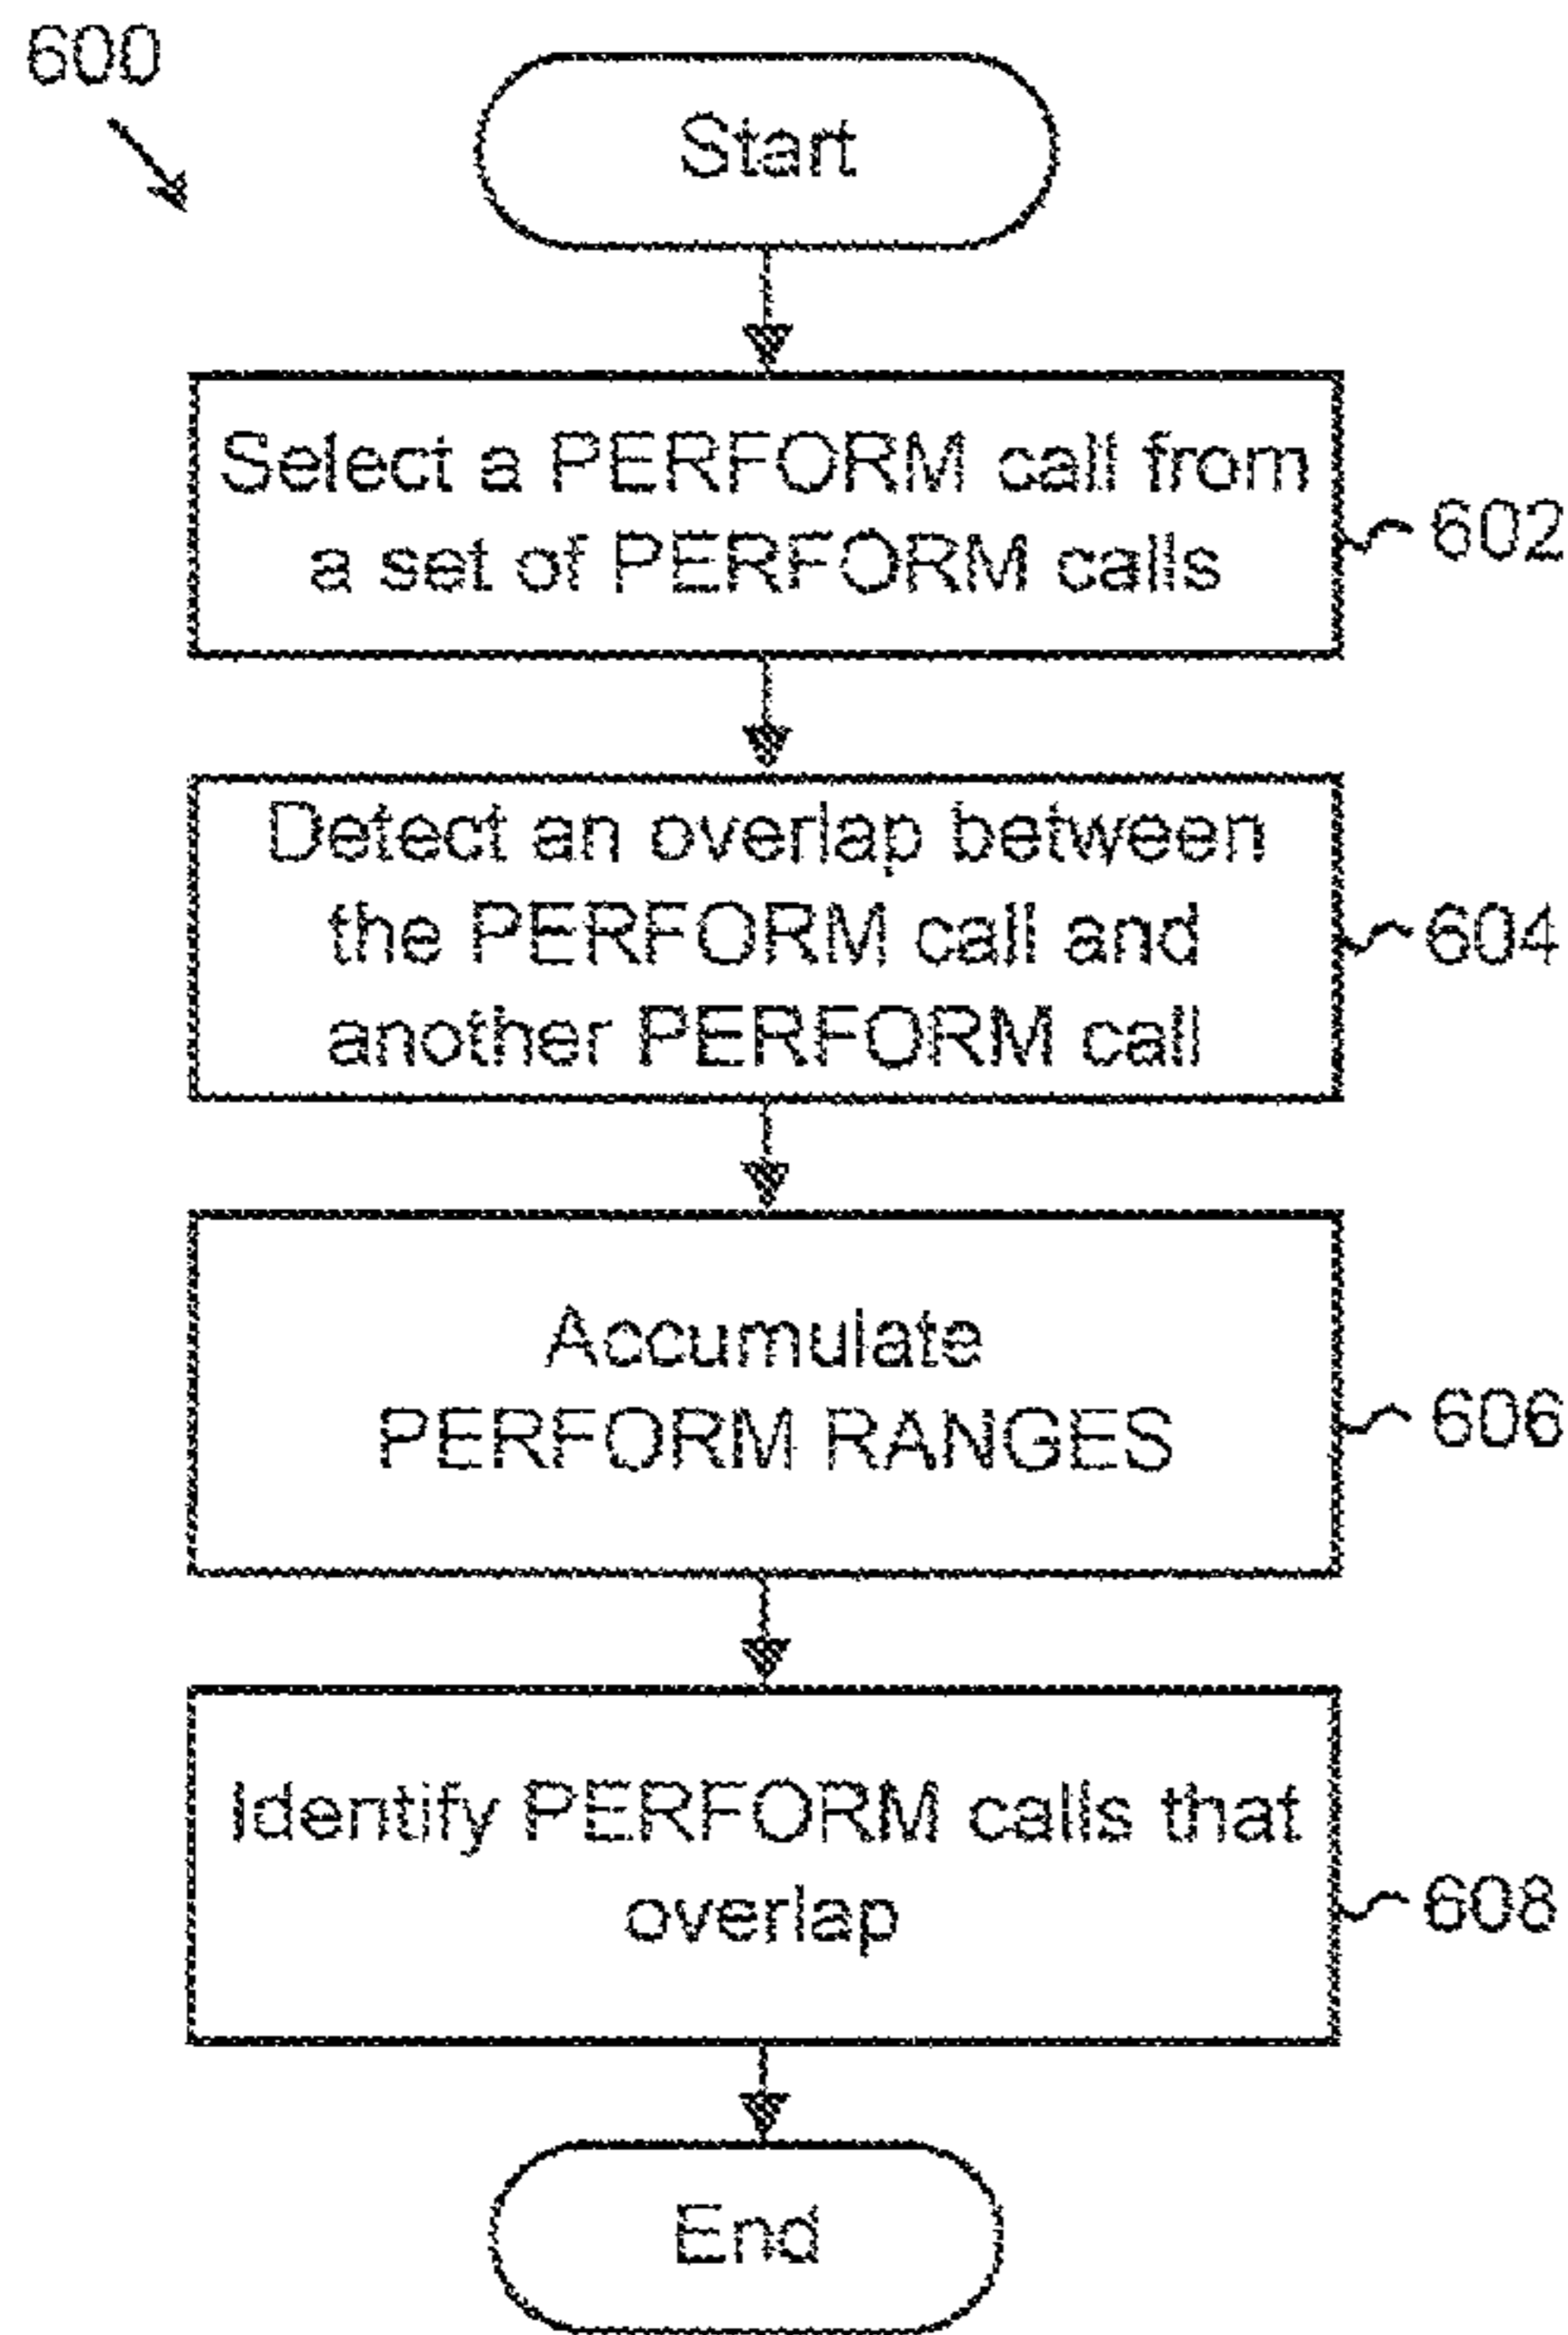 600
Start
Select a PERFORM call from
a set of PERFORM calls
602
Detect an overlap between
the PERFORM call and
another PERFORM call
604
Accumulate
PERFORM RANGES
606
Identify PERFORM calls that
overlap
608
End